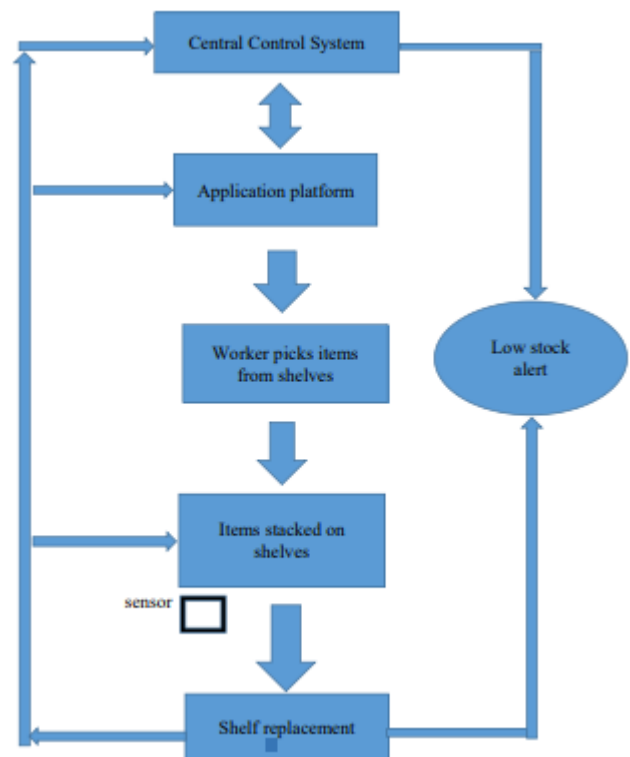 Central Control System
Application platform
Worker picks items
from shelves
Low stock
alert
Items stacked on
shelves
sensor
Shelf replacement